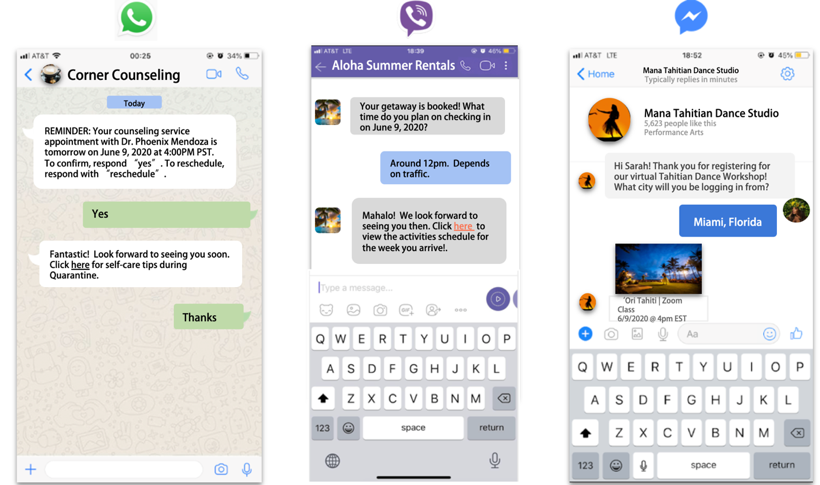 AT&T
00:25
34%
Corner Counseling
Today
REMINDER: Your counseling service
appointment with Dr. Phoenix Mendoza is
tomorrow on June 9, 2020 at 4:00PM PST.
To confirm, respond “yes”. To reschedule,
respond with “reschedule”.
Yes
Fantastic! Look forward to seeing you soon.
Click here for self-care tips during
Quarantine.
Thanks
AT&T LTE
18:39
46%
Aloha Summer Rentals
Your getaway is booked! What
time do you plan on checking in
on June 9, 2020?
Around 12pm. Depends
on traffic.
Mahalo! We look forward to
seeing you then. Click here to
view the activities schedule for
the week you arrive!.
Type a message...
GIF
Q W E R T Y U I O P
A S D F G H J K L
Z X C V B N M
123
space
return
AT&T LTE
18:52
45%
Home
Mana Tahitian Dance Studio
Typically replies in minutes
Mana Tahitian Dance Studio
5,623 people like this
Performance Arts
Hi Sarah! Thank you for registering for
our virtual Tahitian Dance Workshop!
What city will you be logging in from?
Miami, Florida
'Ori Tahiti | Zoom
Class
6/9/2020 @ 4pm EST
Aa
Q W E R T Y U I O P
A S D F G H J K L
Z X C V B N M
123
space
return